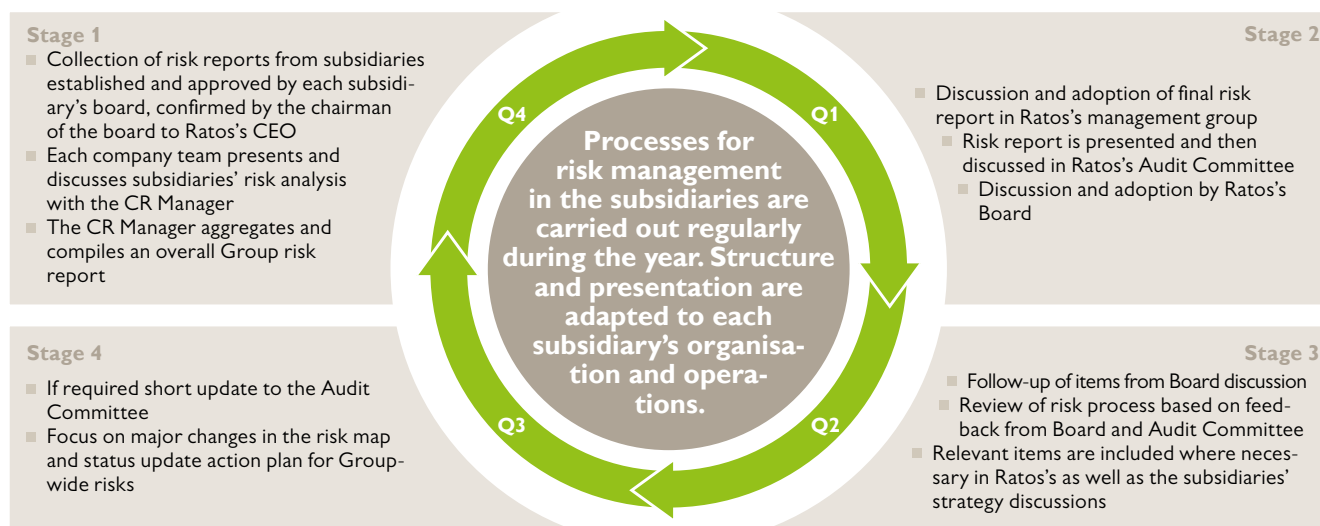 Stage 1
Collection of risk reports from subsidiaries
established and approved by each subsidi-
ary's board, confirmed by the chairman
of the board to Ratos's CEO
Each company team presents and
discusses subsidiaries' risk analysis
with the CR Manager
The CR Manager aggregates and
compiles an overall Group risk
report
Stage 2
Discussion and adoption of final risk
report in Ratos's management group
Risk report is presented and then
discussed in Ratos's Audit Committee
Discussion and adoption by Ratos's
Board
Q4
Q1
Processes for
risk management
in the subsidiaries are
carried out regularly
during the year. Structure
and presentation are
adapted to each
subsidiary's organisa-
tion and opera-
tions.
Q3
Q2
Stage 4
If required short update to the Audit
Committee
Focus on major changes in the risk map
and status update action plan for Group-
wide risks
Stage 3
Follow-up of items from Board discussion
Review of risk process based on feed-
back from Board and Audit Committee
Relevant items are included where neces-
sary in Ratos's as well as the subsidiaries'
strategy discussions